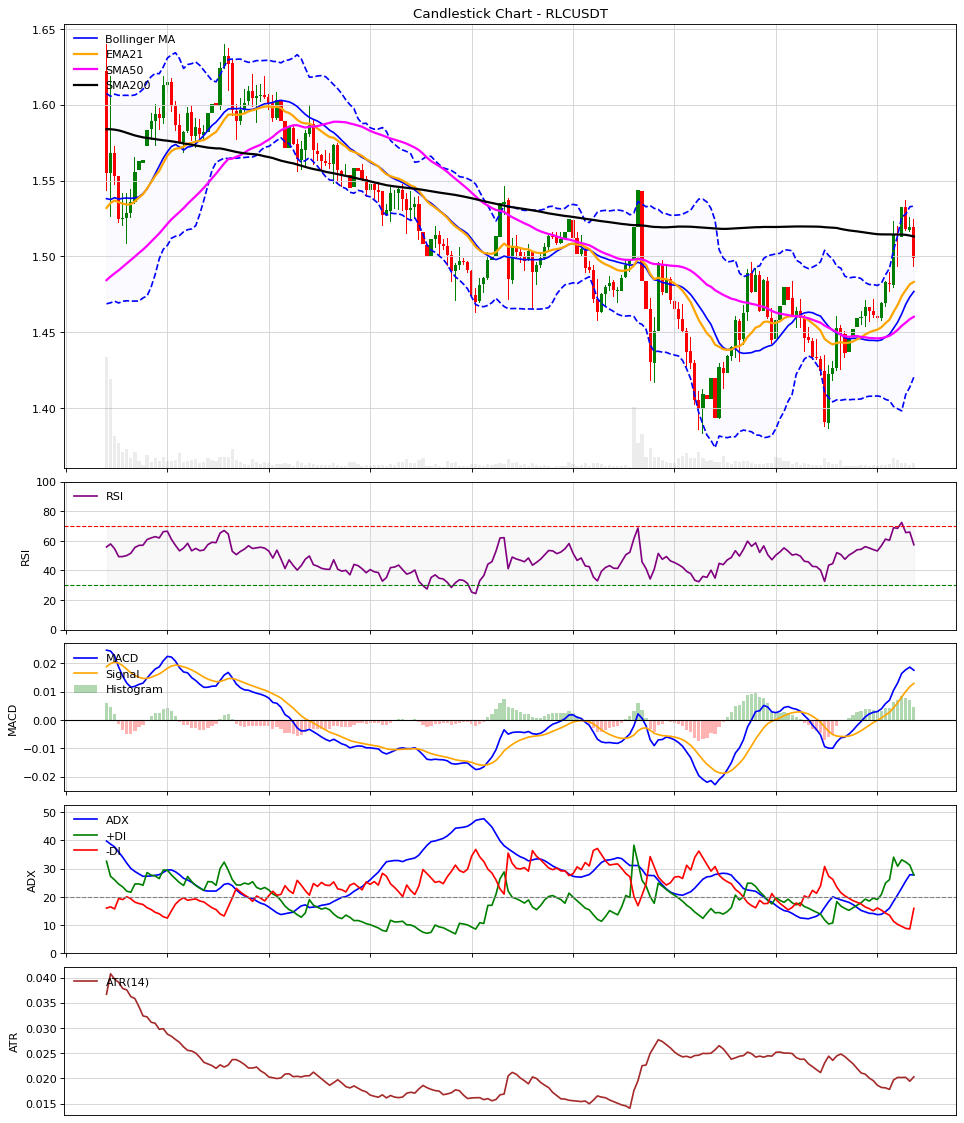 Candlestick Chart - RLCUSDT
1.65
1.60
1.55
1.50
1.45
1.40
Bollinger MA
EMA21
SMA50
SMA200
100
80
60
40
20
0
RSI
RSI
0.02
0.01
0.00
−0.01
−0.02
MACD
MACD
Signal
Histogram
50
40
30
20
10
0
ADX
ADX
+DI
-DI
0.040
0.035
0.030
0.025
0.020
0.015
ATR
ATR(14)